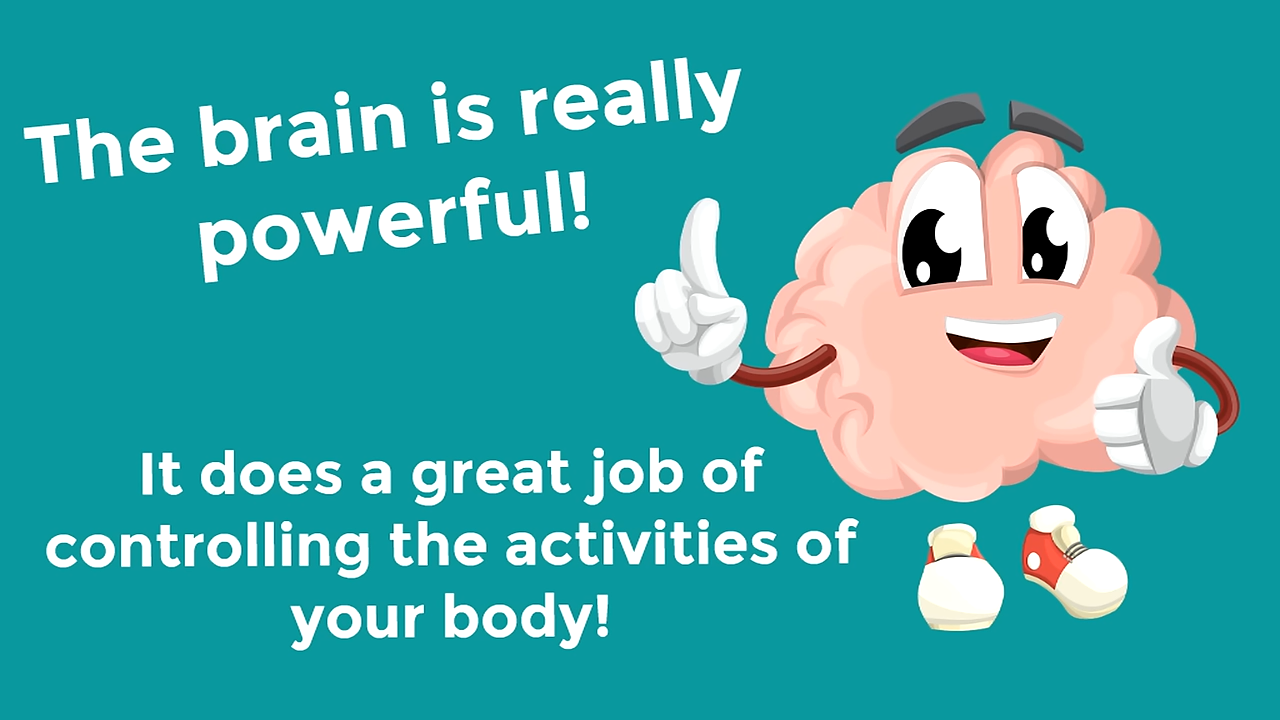 The brain is really
powerful!
It does a great job of
controlling the activities of
your body!